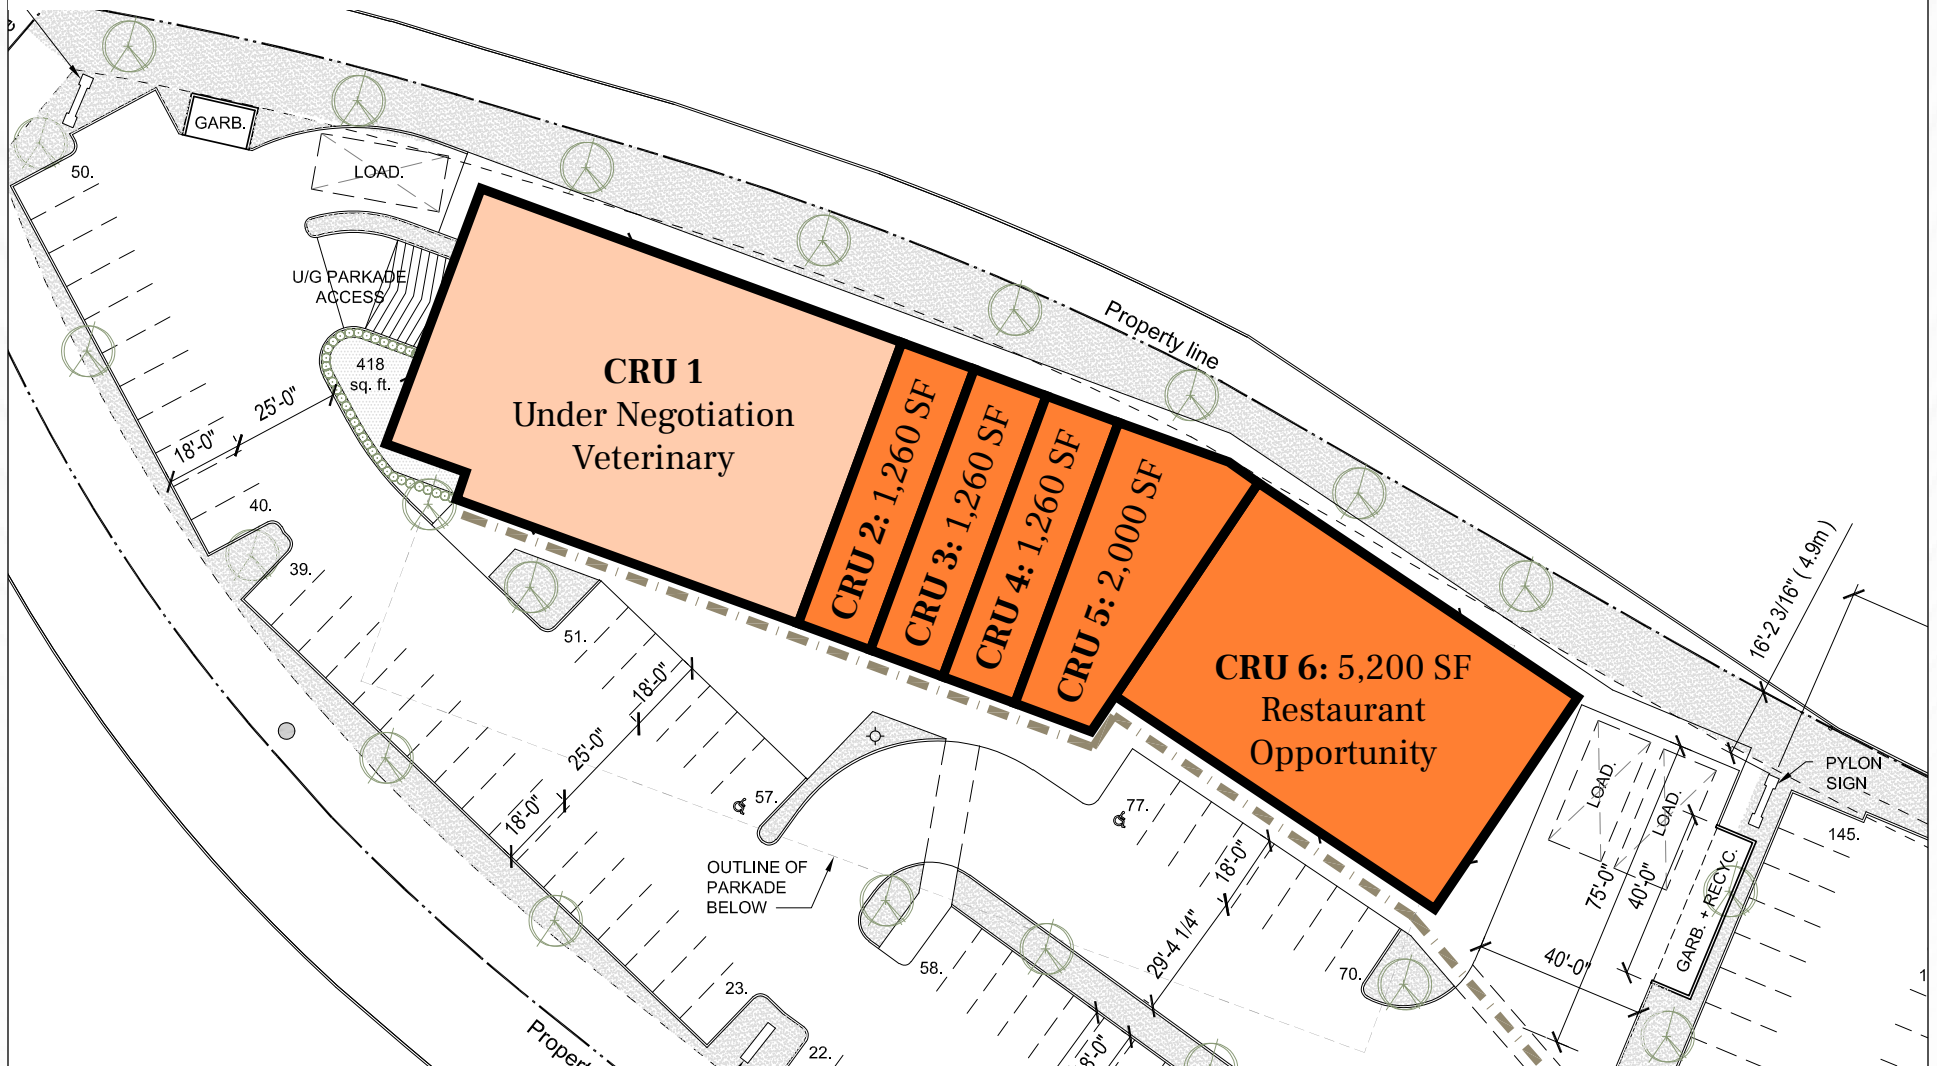 GARB.
LOAD.
50.
U/G PARKADE
ACCESS
418
sq. ft.
25'-0"
18'-0"
40.
39.
Property line
CRU 1
Under Negotiation
Veterinary
CRU 2: 1,260 SF
CRU 3: 1,260 SF
CRU 4: 1,260 SF
CRU 5: 2,000 SF
CRU 6: 5,200 SF
Restaurant
Opportunity
16'-2 3/16" ( 4.9m )
PYLON
SIGN
145.
LOAD.
LOAD.
75'-0"
40'-0"
GARB. + RECYC.
40'-0"
51.
18'-0"
25'-0"
18'-0"
57.
77.
OUTLINE OF
PARKADE
BELOW
18'-0"
29'-4 1/4"
58.
70.
23.
22.